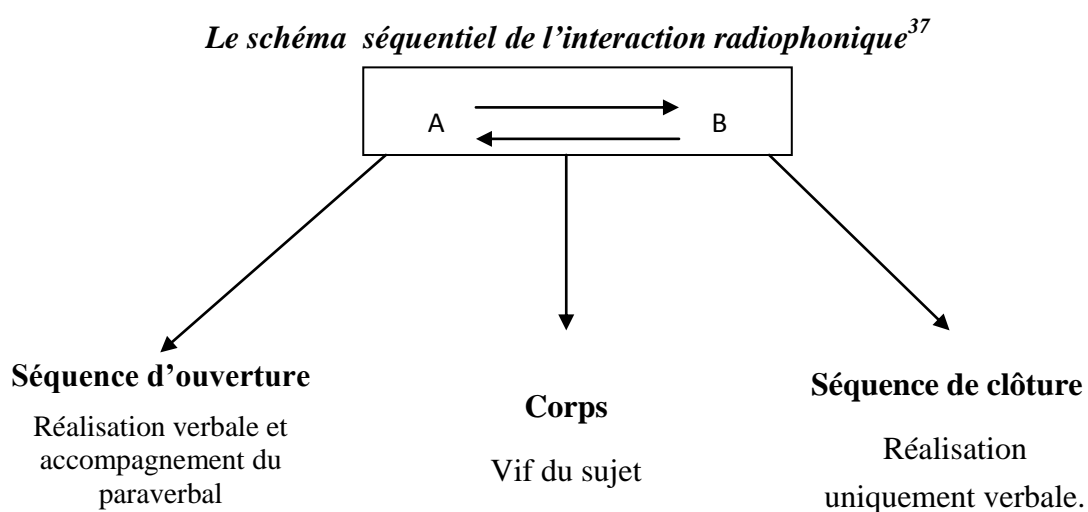 Le schéma séquentiel de l’interaction radiophonique37
A
B
Séquence d’ouverture
Réalisation verbale et
accompagnement du
paraverbal
Corps
Vif du sujet
Séquence de clôture
Réalisation
uniquement verbale.